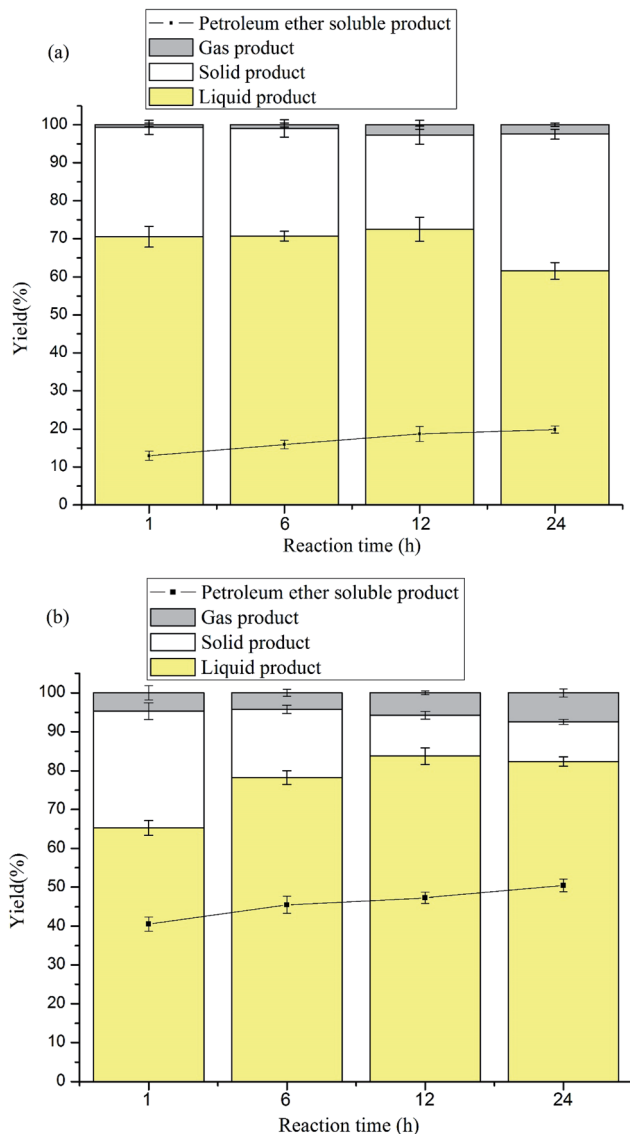 Petroleum ether soluble product
(a)
Gas product
Solid product
Liquid product
100
90
80
70
60
50
40
30
20
10
0
Yield(%)
1 6 12 24
Reaction time (h)
Petroleum ether soluble product
(b)
Gas product
Solid product
Liquid product
100
90
80
70
60
50
40
30
20
10
0
Yield(%)
1 6 12 24
Reaction time (h)